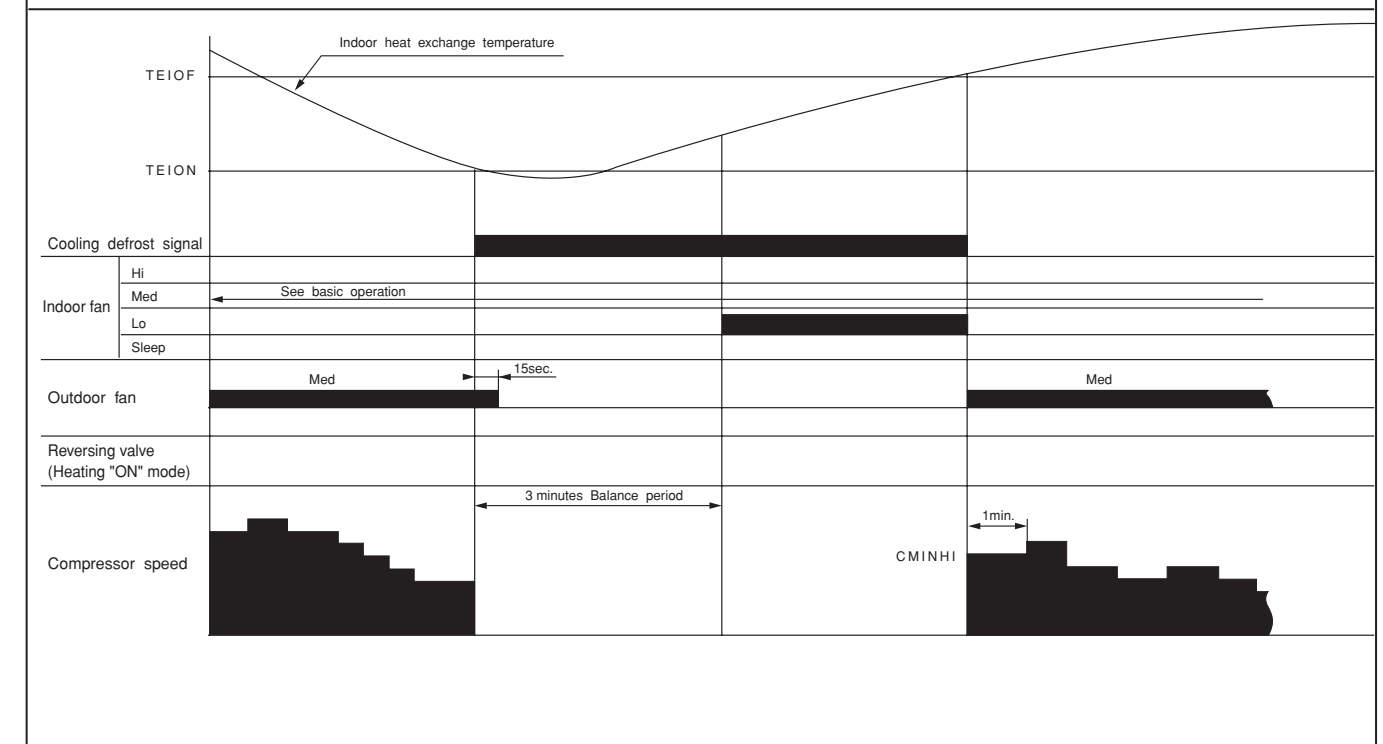 Indoor heat exchange temperature
TEIOF
TEION
Cooling defrost signal
Indoor fan
Hi
Med
See basic operation
Lo
Sleep
15sec.
Med
Med
Outdoor fan
Reversing valve
(Heating "ON" mode)
3 minutes Balance period
1min.
CMINHI
Compressor speed